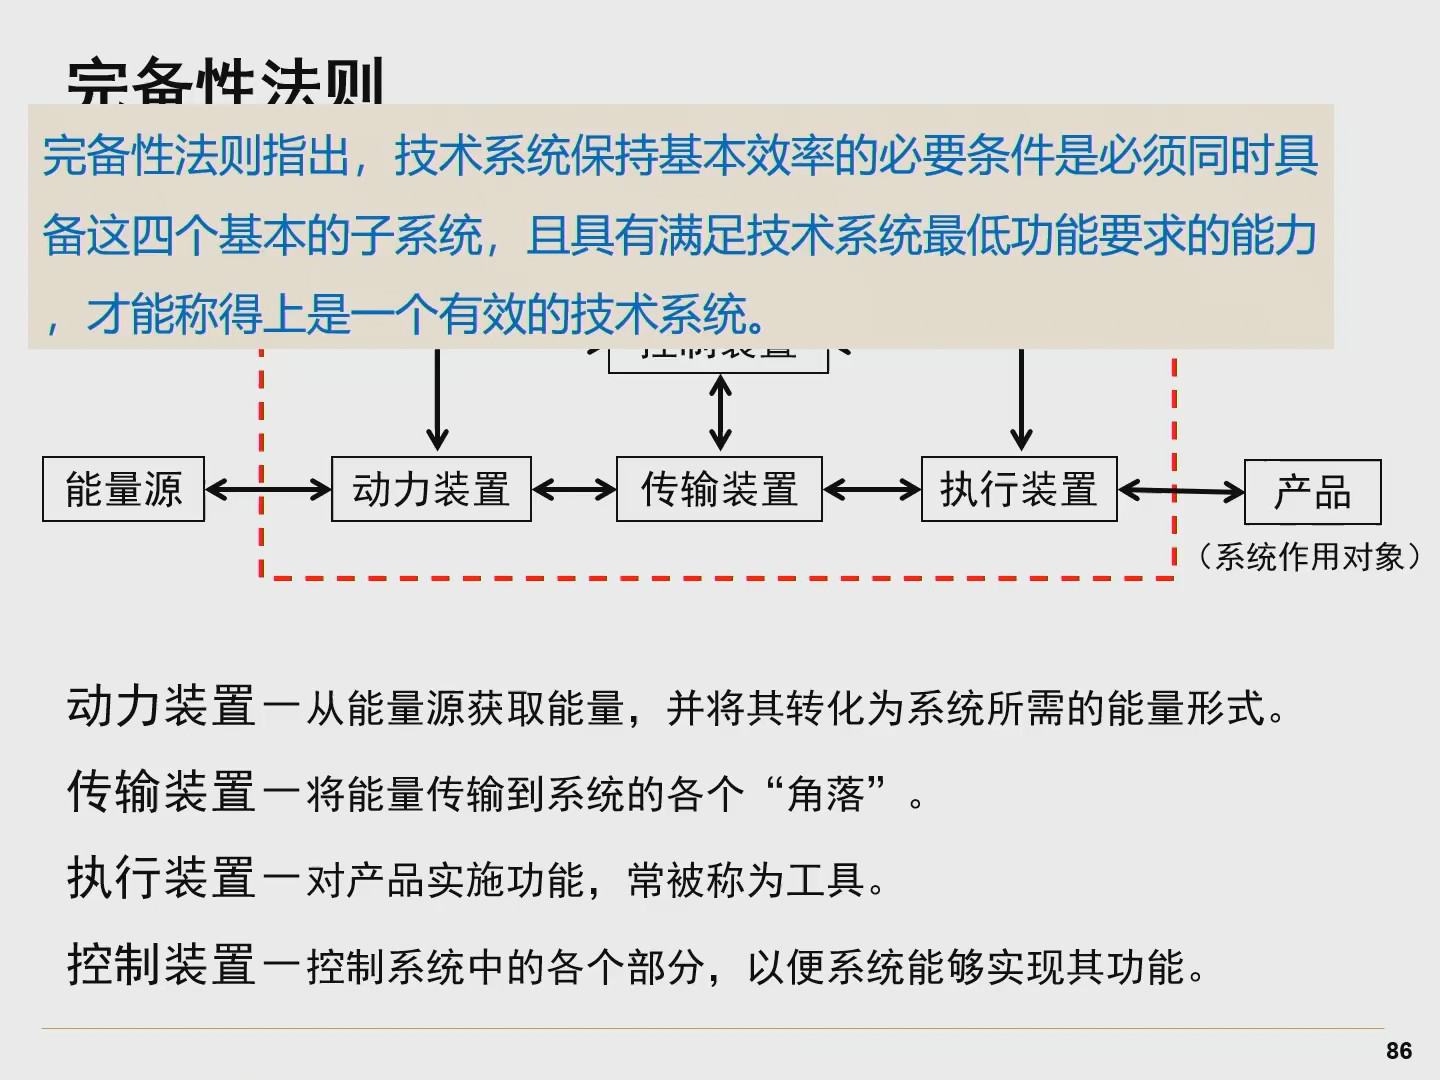 完备性法则
完备性法则指出，技术系统保持基本效率的必要条件是必须同时具
备这四个基本的子系统，且具有满足技术系统最低功能要求的能力
，才能称得上是一个有效的技术系统。
控制装置
能量源
动力装置
传输装置
执行装置
产品
（系统作用对象）
动力装置－从能量源获取能量，并将其转化为系统所需的能量形式。
传输装置－将能量传输到系统的各个“角落”。
执行装置－对产品实施功能，常被称为工具。
控制装置－控制系统中的各个部分，以便系统能够实现其功能。
86